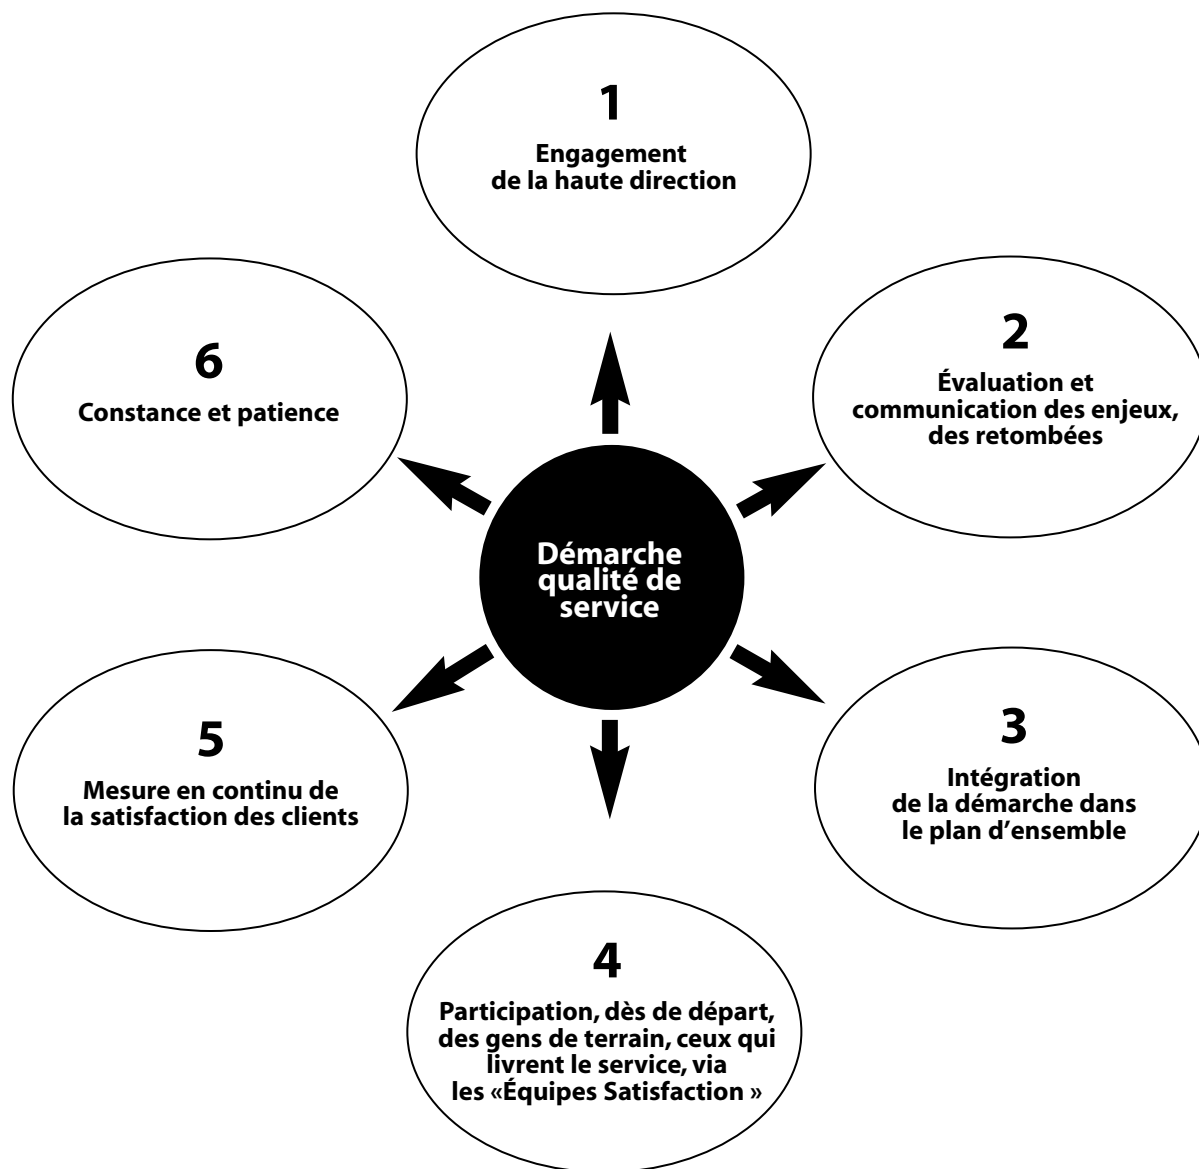 1
Engagement
de la haute direction
2
Évaluation et
communication des enjeux,
des retombées
3
Intégration
de la démarche dans
le plan d’ensemble
4
Participation, dès de départ,
des gens de terrain, ceux qui
livrent le service, via
les «Équipes Satisfaction »
5
Mesure en continu de
la satisfaction des clients
6
Constance et patience
Démarche
qualité de
service